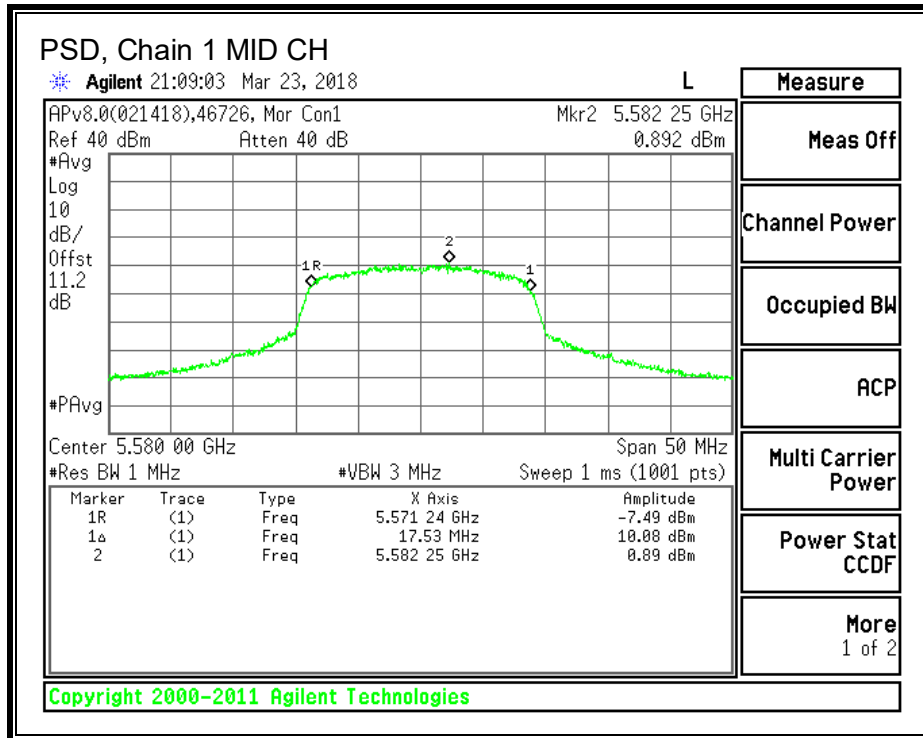 PSD, Chain 1 MID CH
Agilent 21:09:03 Mar 23, 2018 L
APv8.0(021418),46726, Mor Con1 Mkr2 5.582 25 GHz
Ref 40 dBm Atten 40 dB 0.892 dBm
#Avg
Log
10
dB/
Offst
11.2
dB
#PAvg
1R
2
1
Center 5.580 00 GHz Span 50 MHz
#Res BW 1 MHz #VBW 3 MHz Sweep 1 ms (1001 pts)
Marker Trace Type X Axis Amplitude
1R (1) Freq 5.571 24 GHz -7.49 dBm
1Δ (1) Freq 17.53 MHz 10.08 dBm
2 (1) Freq 5.582 25 GHz 0.89 dBm
Measure
Meas Off
Channel Power
Occupied BW
ACP
Multi Carrier
Power
Power Stat
CCDF
More
1 of 2
Copyright 2000-2011 Agilent Technologies